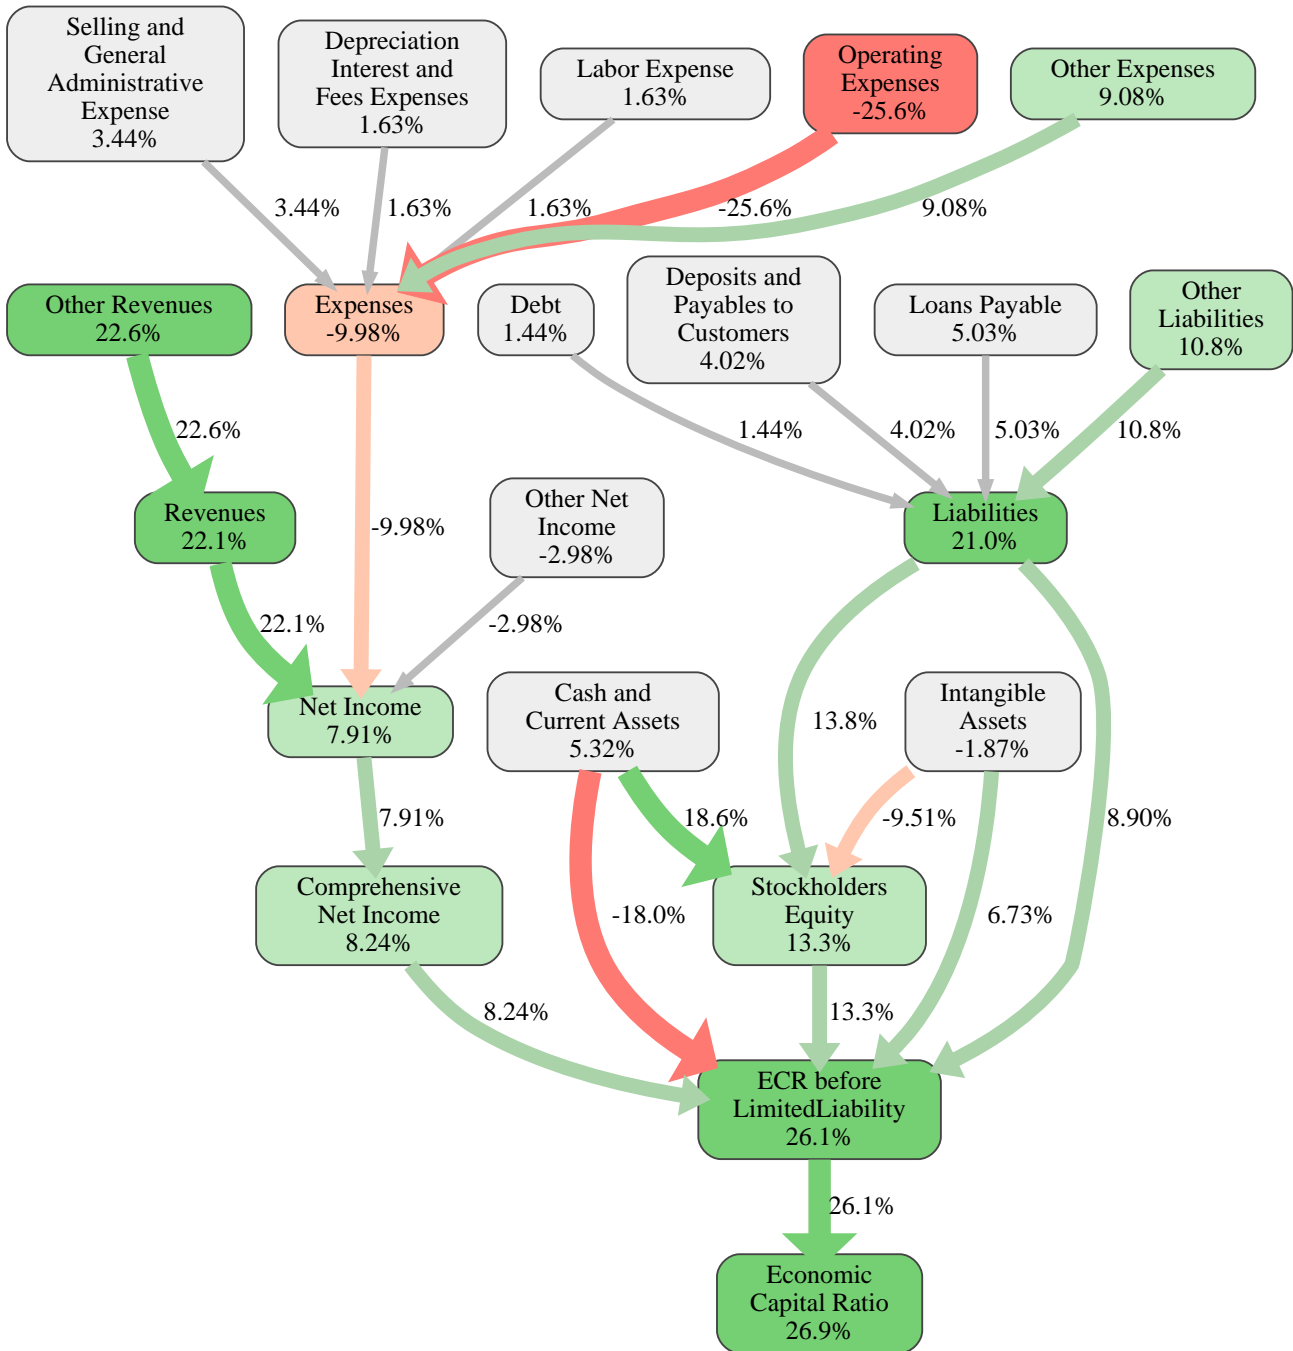 Selling and
General
Administrative
Expense
3.44%
Depreciation
Interest and
Fees Expenses
1.63%
Labor Expense
1.63%
Operating
Expenses
-25.6%
Other Expenses
9.08%
3.44%
1.63%
1.63%
-25.6%
9.08%
Other Revenues
22.6%
Expenses
-9.98%
Debt
1.44%
Deposits and
Payables to
Customers
4.02%
Loans Payable
5.03%
Other
Liabilities
10.8%
22.6%
1.44%
4.02%
5.03%
10.8%
Revenues
22.1%
-9.98%
Other Net
Income
-2.98%
Liabilities
21.0%
22.1%
-2.98%
Net Income
7.91%
Cash and
Current Assets
5.32%
13.8%
Intangible
Assets
-1.87%
7.91%
18.6%
-9.51%
8.90%
Comprehensive
Net Income
8.24%
-18.0%
Stockholders
Equity
13.3%
6.73%
8.24%
13.3%
ECR before
LimitedLiability
26.1%
26.1%
Economic
Capital Ratio
26.9%